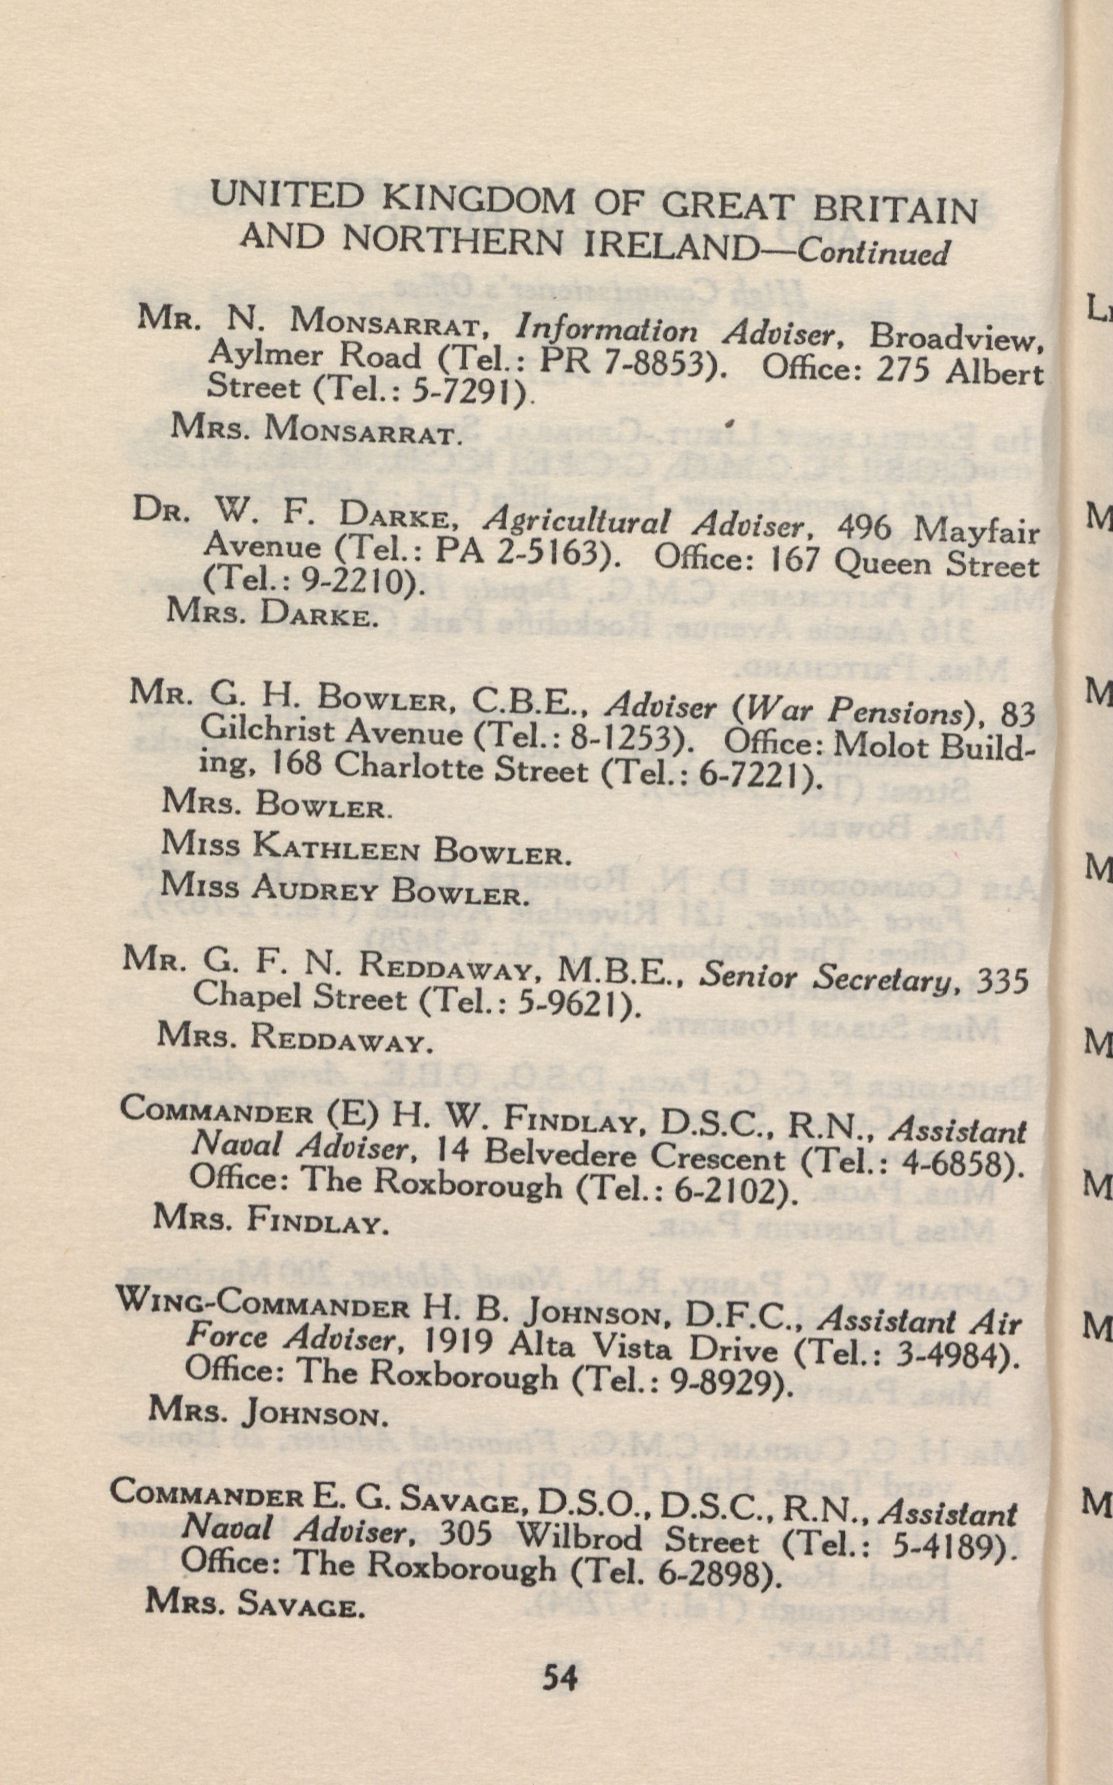 UNITED KINGDOM OF GREAT BRITAIN
AND NORTHERN IRELAND—Continued
MR. N. MONSARRAT, Information Adviser, Broadview,
Aylmer Road (Tel.: PR 7-8853). Office: 275 Albert
Street (Tel.: 5-7291).
MRS. MONSARRAT.
DR. W. F. DARKE, Agricultural Adviser, 496 Mayfair
Avenue (Tel.: PA 2-5163). Office: 167 Queen Street
(Tel.: 9-2210).
MRS. DARKE.
MR. G. H. BOWLER, C.B.E., Adviser (War Pensions), 83
Gilchrist Avenue (Tel.: 8-1253). Office: Molot Build-
ing, 168 Charlotte Street (Tel.: 6-7221).
MRS. BOWLER.
MISS KATHLEEN BOWLER.
MISS AUDREY BOWLER.
MR. G. F. N. REDDAWAY, M.B.E., Senior Secretary, 335
Chapel Street (Tel.: 5-9621).
MRS. REDDAWAY.
COMMANDER (E) H. W. FINDLAY, D.S.C., R.N., Assistant
Naval Adviser, 14 Belvedere Crescent (Tel.: 4-6858).
Office: The Roxborough (Tel.: 6-2102).
MRS. FINDLAY.
WING-COMMANDER H. B. JOHNSON, D.F.C., Assistant Air
Force Adviser, 1919 Alta Vista Drive (Tel.: 3-4984).
Office: The Roxborough (Tel.: 9-8929).
MRS. JOHNSON.
COMMANDER E. G. SAVAGE, D.S.O., D.S.C., R.N., Assistant
Naval Adviser, 305 Wilbrod Street (Tel.: 5-4189).
Office: The Roxborough (Tel. 6-2898).
MRS. SAVAGE.
54